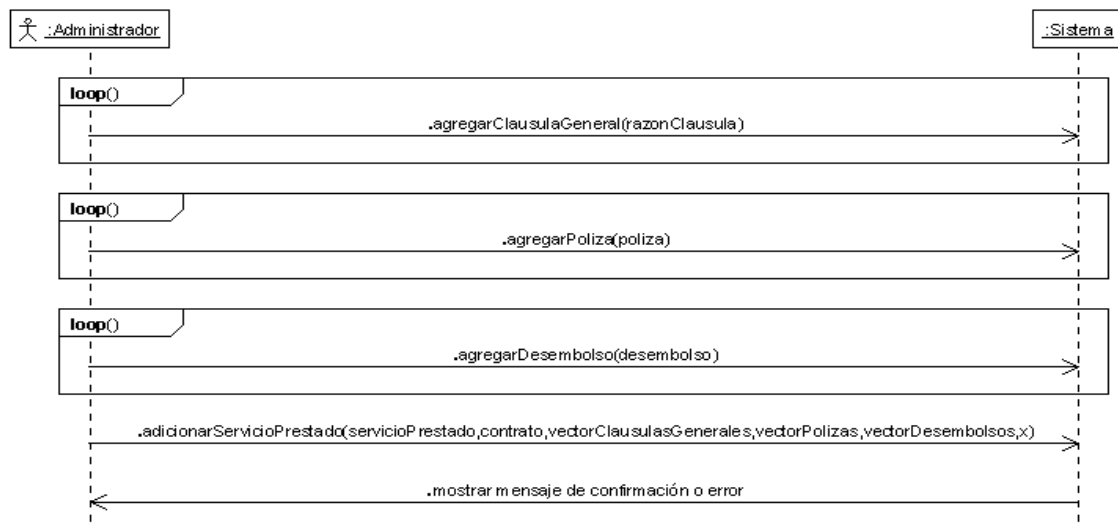 :Administrador
:Sistema
loop()
.agregarClausulaGeneral(razonClausula)
loop()
.agregarPoliza(poliza)
loop()
.agregarDesembolso(desembolso)
.adicionarServicioPrestado(servicioPrestado,contrato,vectorClausulasGenerales,vectorPolizas,vectorDesembolsos,x)
.mostrar mensaje de confirmación o error